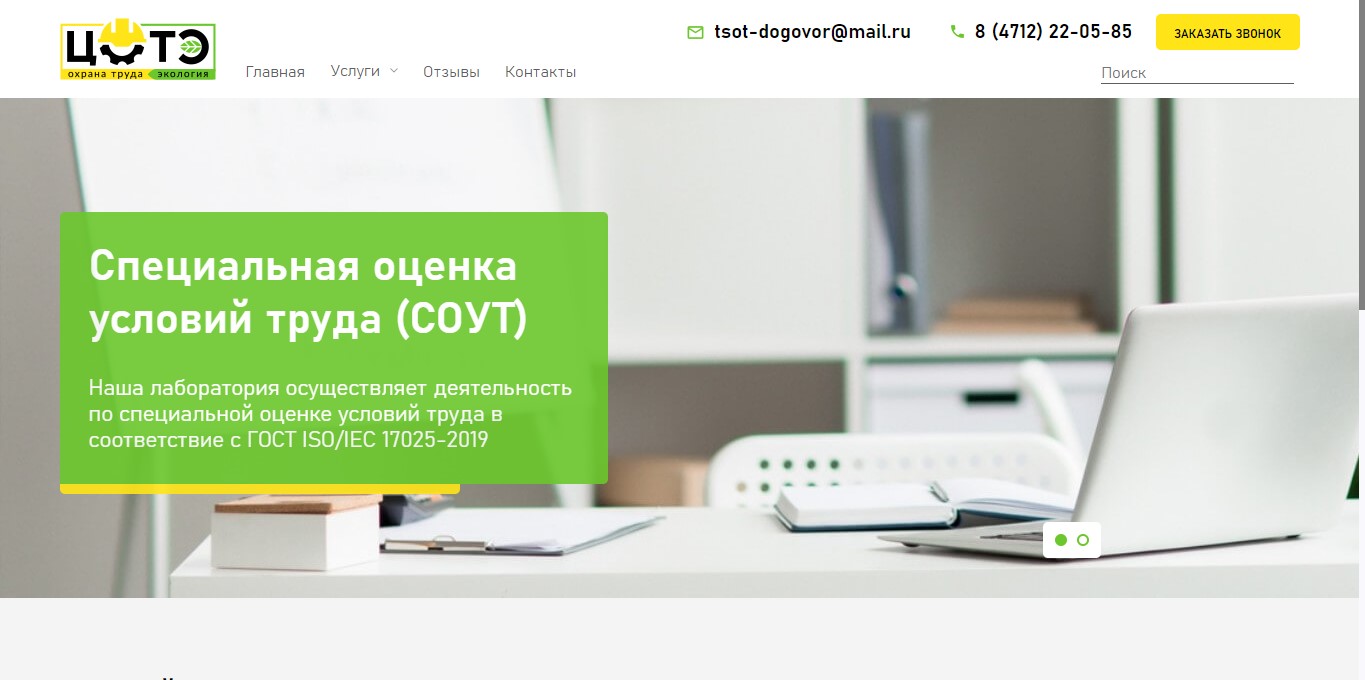 ЦОТЭ
охрана труда экология
Главная
Услуги
Отзывы
Контакты
tsot-dogovor@mail.ru
8 (4712) 22-05-85
ЗАКАЗАТЬ ЗВОНОК
Поиск
Специальная оценка
условий труда (СОУТ)
Наша лаборатория осуществляет деятельность
по специальной оценке условий труда в
соответствие с ГОСТ ISO/IEC 17025-2019